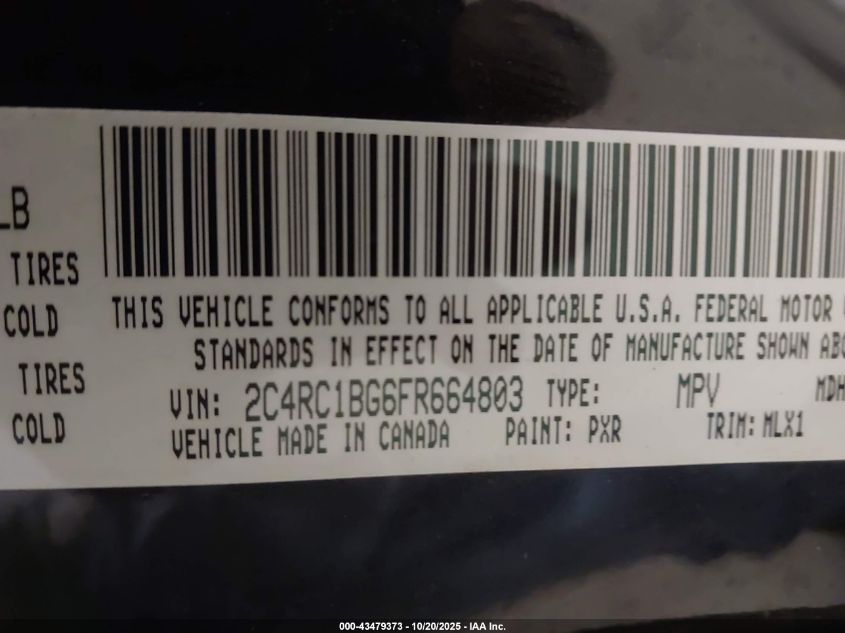 LB
TIRES
COLD
TIRES
COLD
THIS VEHICLE CONFORMS TO ALL APPLICABLE U.S.A. FEDERAL MOTOR
STANDARDS IN EFFECT ON THE DATE OF MANUFACTURE SHOWN ABO
VIN: 2C4RC1BG6FR664803 TYPE: MPV MDH
VEHICLE MADE IN CANADA PAINT: PXR TRIM: MLX1
000-43479373 - 10/20/2025 - IAA Inc.